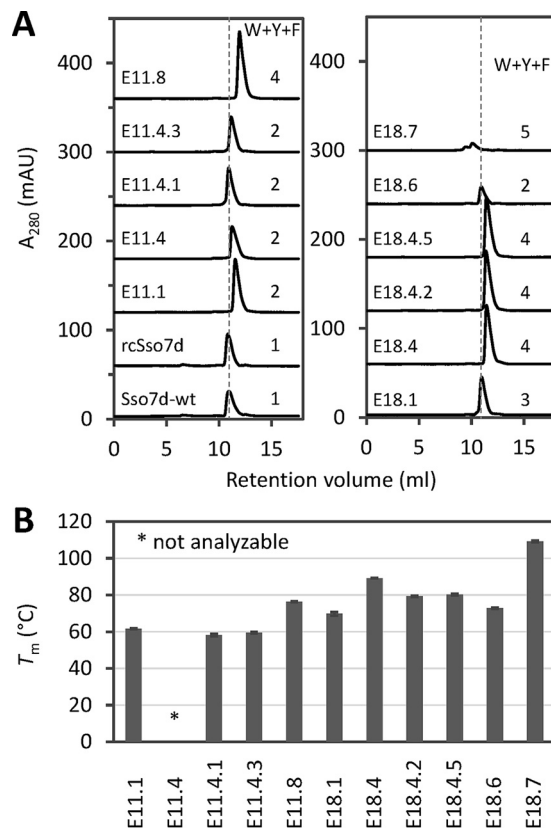 A
A280 (mAU)
400
300
200
100
0
W+Y+F
E11.8 4
E11.4.3 2
E11.4.1 2
E11.4 2
E11.1 2
rcSso7d 1
Sso7d-wt 1
0 5 10 15
400
300
200
100
0
W+Y+F
E18.7 5
E18.6 2
E18.4.5 4
E18.4.2 4
E18.4 4
E18.1 3
0 5 10 15
Retention volume (ml)
B
Tm (°C)
120
100
80
60
40
20
0
* not analyzable
*
E11.1
E11.4
E11.4.1
E11.4.3
E11.8
E18.1
E18.4
E18.4.2
E18.4.5
E18.6
E18.7